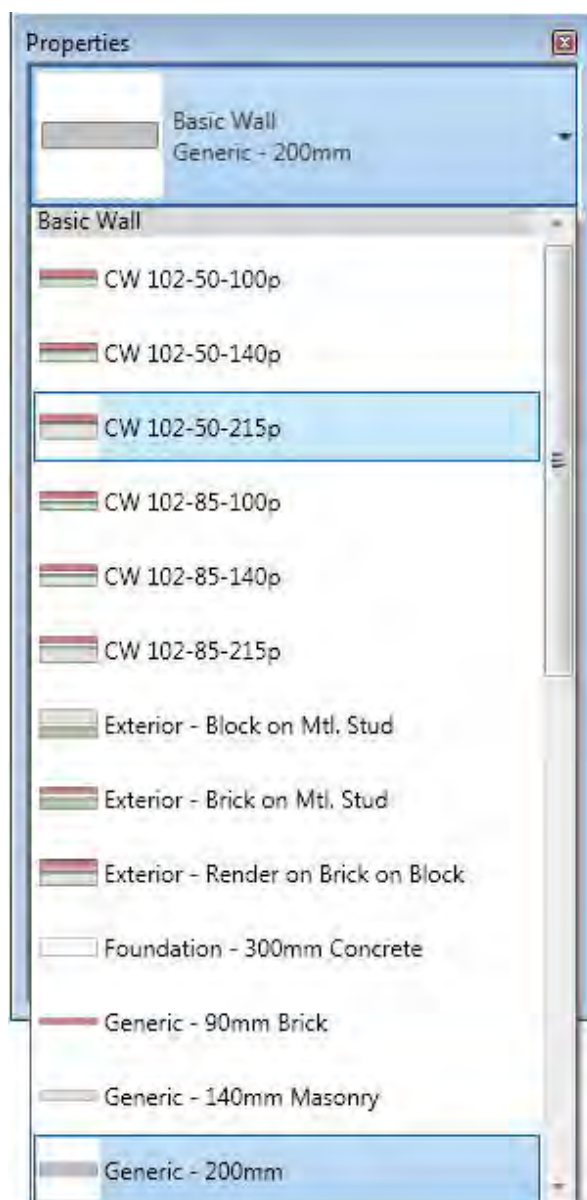 Properties
Basic Wall
Generic - 200mm
Basic Wall
CW 102-50-100p
CW 102-50-140p
CW 102-50-215p
CW 102-85-100p
CW 102-85-140p
CW 102-85-215p
Exterior - Block on Mtl. Stud
Exterior - Brick on Mtl. Stud
Exterior - Render on Brick on Block
Foundation - 300mm Concrete
Generic - 90mm Brick
Generic - 140mm Masonry
Generic - 200mm